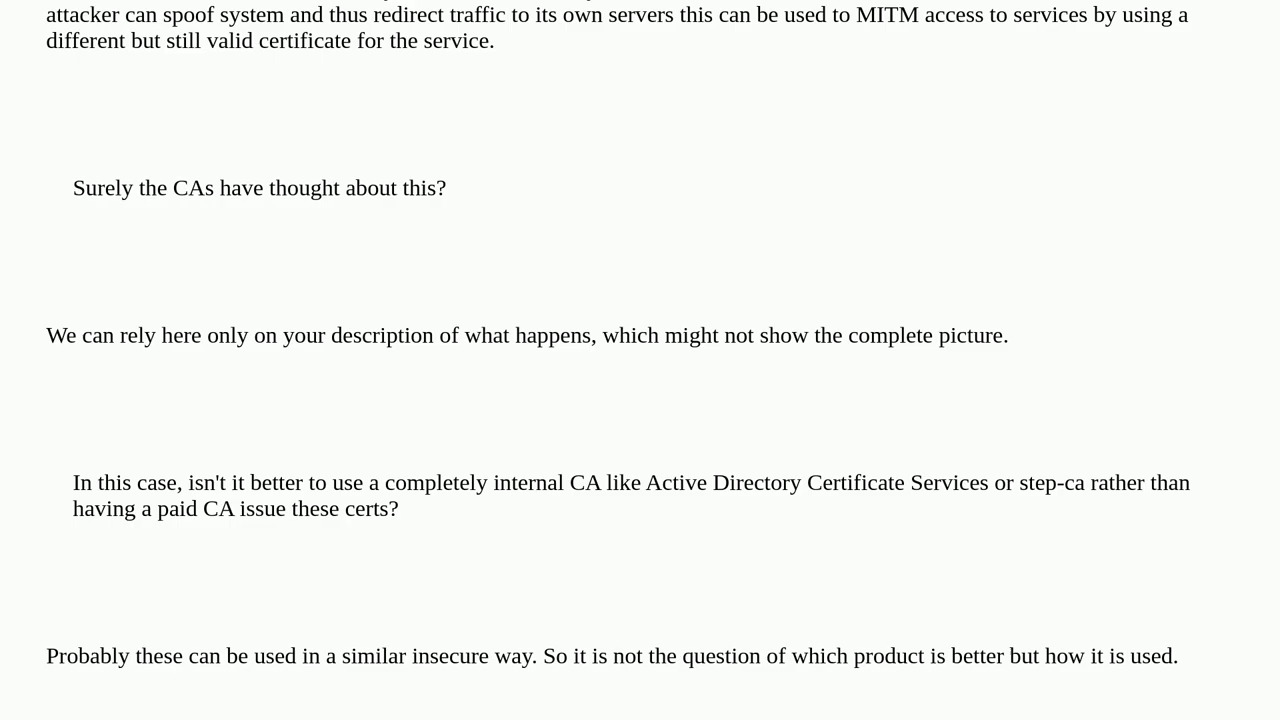 attacker can spoof system and thus redirect traffic to its own servers this can be used to MITM access to services by using a
different but still valid certificate for the service.
Surely the CAs have thought about this?
We can rely here only on your description of what happens, which might not show the complete picture.
In this case, isn't it better to use a completely internal CA like Active Directory Certificate Services or step-ca rather than
having a paid CA issue these certs?
Probably these can be used in a similar insecure way. So it is not the question of which product is better but how it is used.